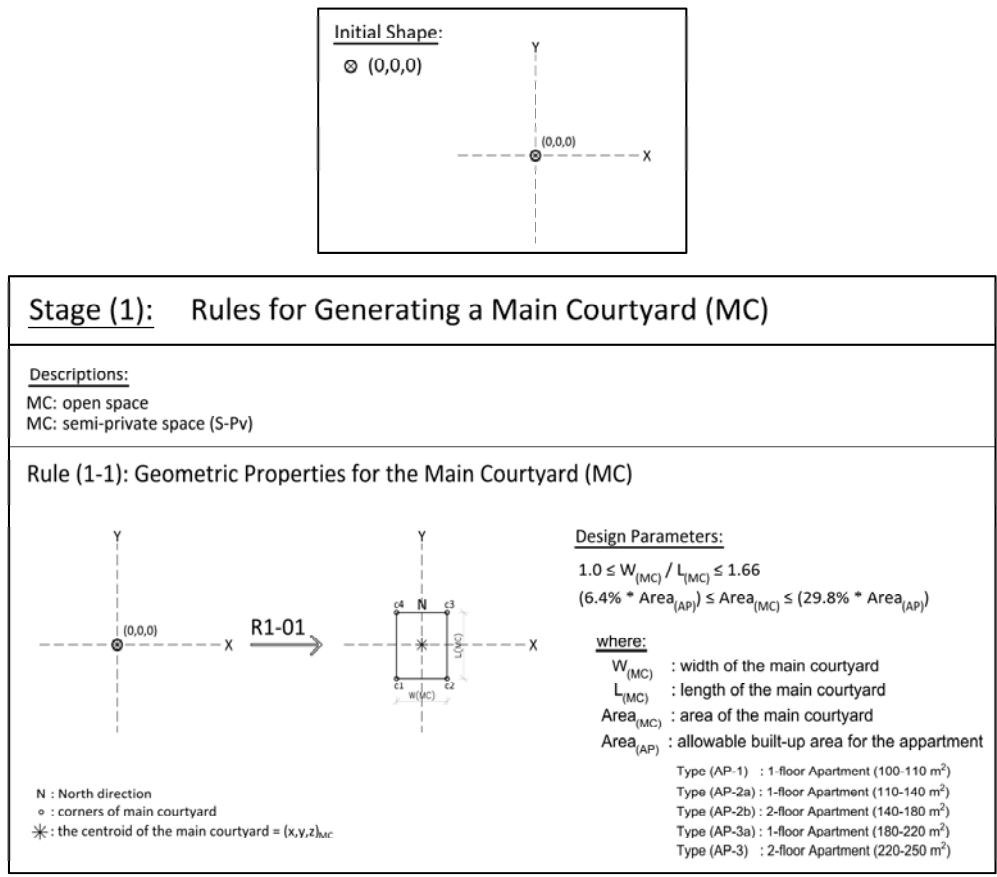 Initial Shape:
⊗ (0,0,0)
Y
(0,0,0)
X
Stage (1): Rules for Generating a Main Courtyard (MC)
Descriptions:
MC: open space
MC: semi-private space (S-Pv)
Rule (1-1): Geometric Properties for the Main Courtyard (MC)
Y
(0,0,0)
X
R1-01
Y
c4 N c3
X
L(MC)
c1 c2
W(MC)
N : North direction
∘ : corners of main courtyard
✳ : the centroid of the main courtyard = (x,y,z)MC
Design Parameters:
1.0 ≤ W(MC) / L(MC) ≤ 1.66
(6.4% * Area(AP)) ≤ Area(MC) ≤ (29.8% * Area(AP))
where:
W(MC) : width of the main courtyard
L(MC) : length of the main courtyard
Area(MC) : area of the main courtyard
Area(AP) : allowable built-up area for the appartment
Type (AP-1) : 1-floor Apartment (100-110 m²)
Type (AP-2a) : 1-floor Apartment (110-140 m²)
Type (AP-2b) : 2-floor Apartment (140-180 m²)
Type (AP-3a) : 1-floor Apartment (180-220 m²)
Type (AP-3) : 2-floor Apartment (220-250 m²)